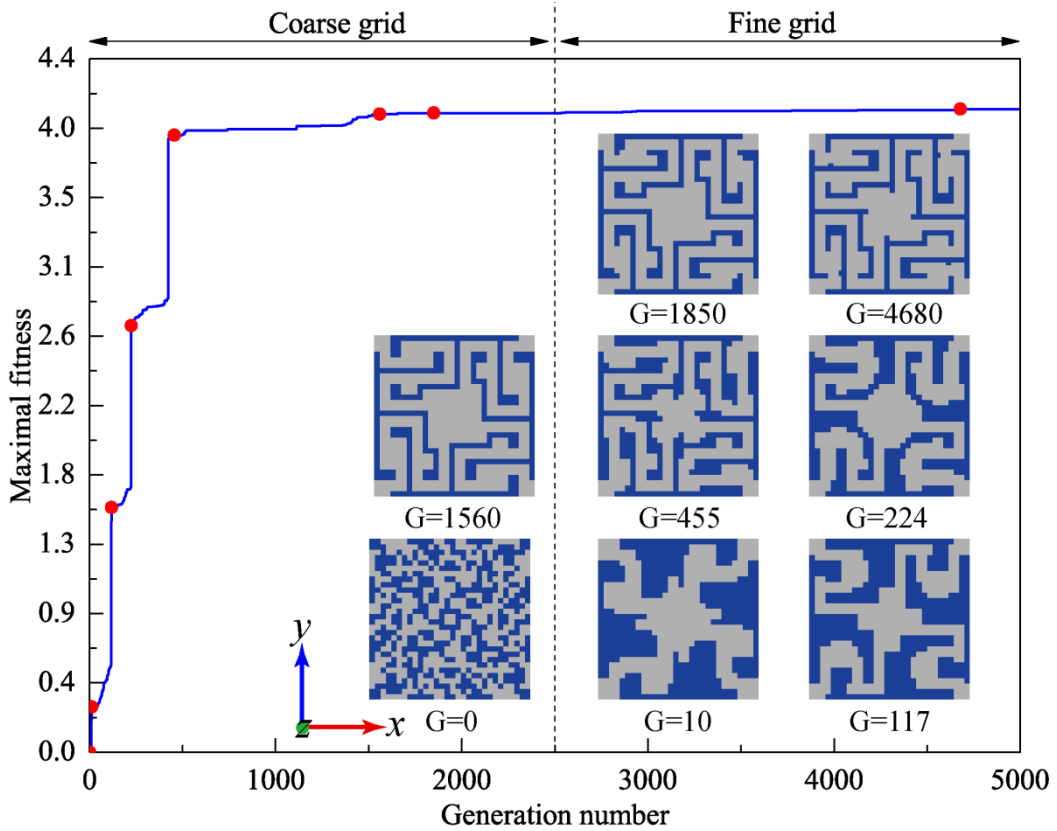 Coarse grid
Fine grid
Maximal fitness
4.4
4.0
3.5
3.1
2.6
2.2
1.8
1.3
0.9
0.4
0.0
G=1850
G=4680
G=1560
G=455
G=224
G=0
G=10
G=117
y
z
x
0
1000
2000
3000
4000
5000
Generation number